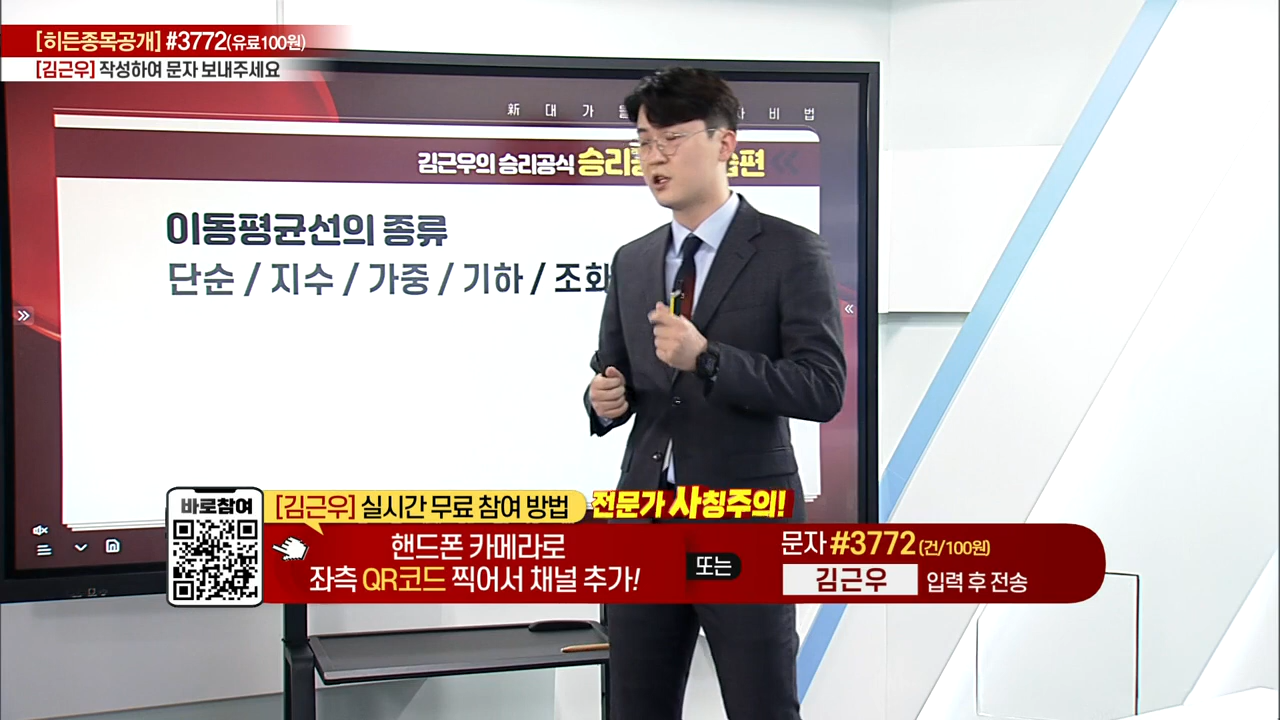 [히든종목공개] #3772(유료100원)
[김근우] 작성하여 문자 보내주세요
新 대 가 들 비 법
김근우의 승리공식 승리 편
이동평균선의 종류
단순 / 지수 / 가중 / 기하 / 조화
바로참여
[김근우] 실시간 무료 참여 방법
전문가 사칭주의!
핸드폰 카메라로
좌측 QR코드 찍어서 채널 추가!
또는
문자 #3772 (건/100원)
김근우 입력 후 전송